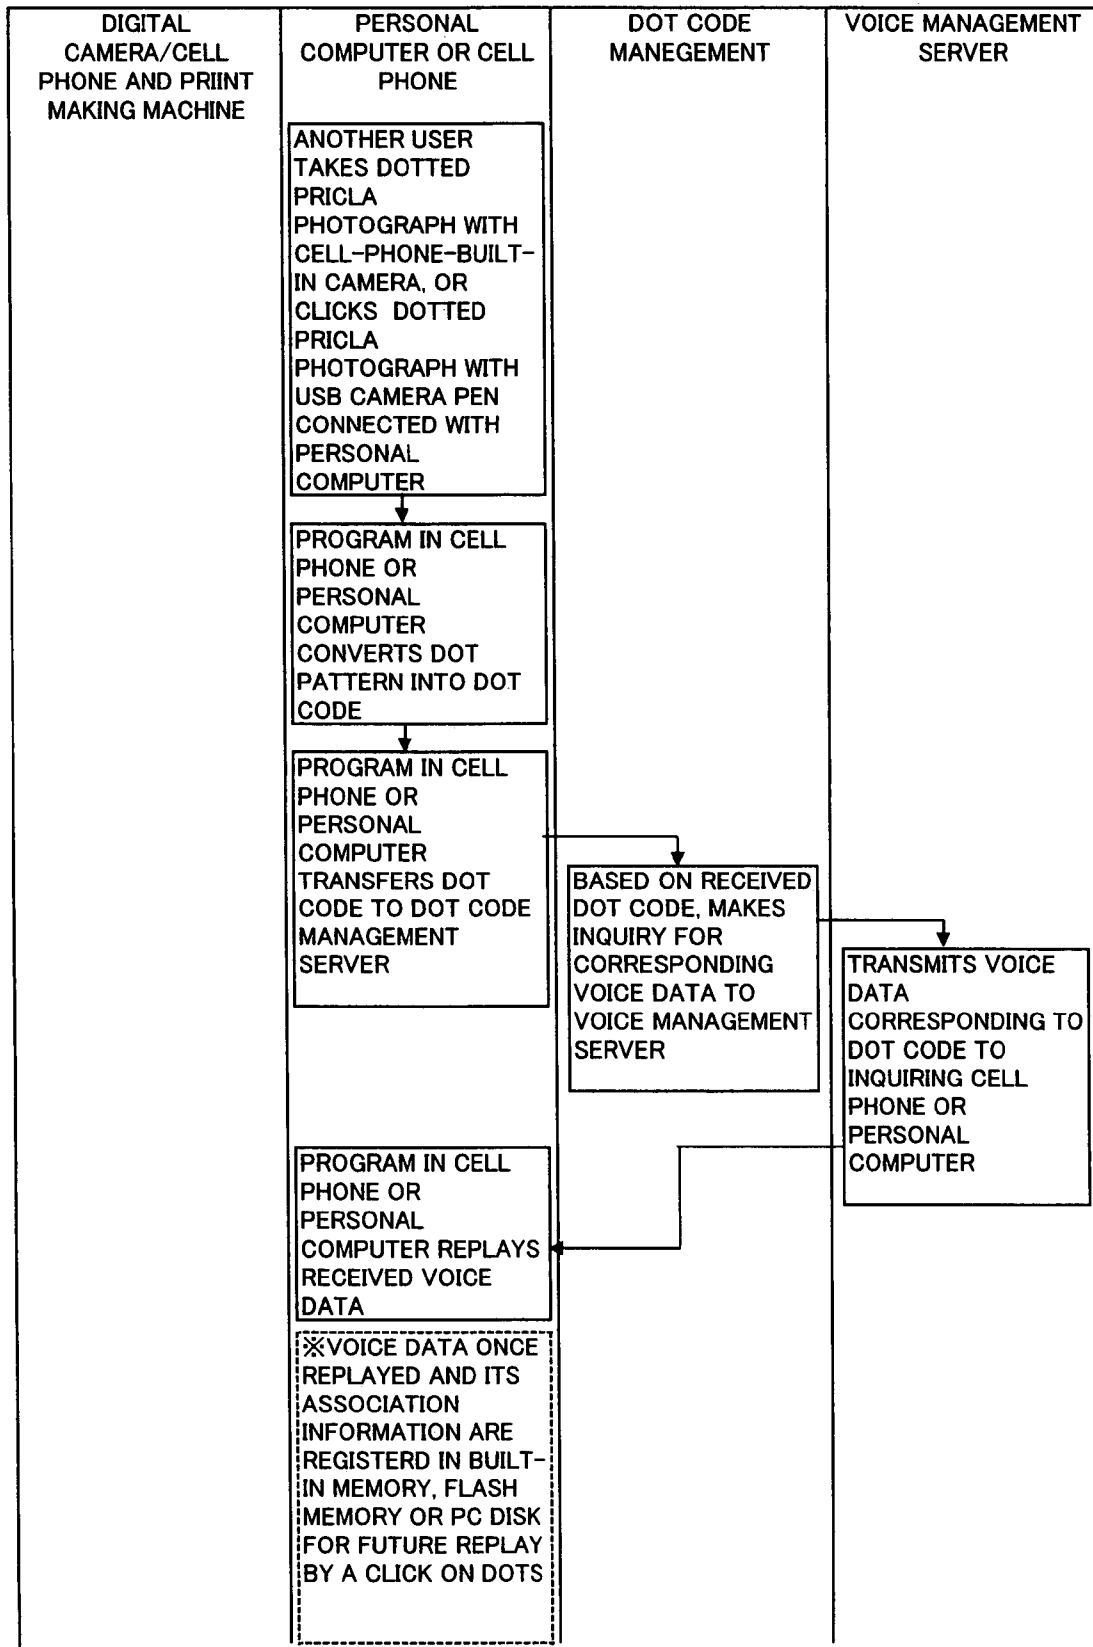 DIGITAL
CAMERA/CELL
PHONE AND PRIINT
MAKING MACHINE
PERSONAL
COMPUTER OR CELL
PHONE
DOT CODE
MANEGEMENT
VOICE MANAGEMENT
SERVER
ANOTHER USER
TAKES DOTTED
PRICLA
PHOTOGRAPH WITH
CELL-PHONE-BUILT-
IN CAMERA, OR
CLICKS DOTTED
PRICLA
PHOTOGRAPH WITH
USB CAMERA PEN
CONNECTED WITH
PERSONAL
COMPUTER
PROGRAM IN CELL
PHONE OR
PERSONAL
COMPUTER
CONVERTS DOT
PATTERN INTO DOT
CODE
PROGRAM IN CELL
PHONE OR
PERSONAL
COMPUTER
TRANSFERS DOT
CODE TO DOT CODE
MANAGEMENT
SERVER
BASED ON RECEIVED
DOT CODE, MAKES
INQUIRY FOR
CORRESPONDING
VOICE DATA TO
VOICE MANAGEMENT
SERVER
TRANSMITS VOICE
DATA
CORRESPONDING TO
DOT CODE TO
INQUIRING CELL
PHONE OR
PERSONAL
COMPUTER
PROGRAM IN CELL
PHONE OR
PERSONAL
COMPUTER REPLAYS
RECEIVED VOICE
DATA
※VOICE DATA ONCE
REPLAYED AND ITS
ASSOCIATION
INFORMATION ARE
REGISTERD IN BUILT-
IN MEMORY, FLASH
MEMORY OR PC DISK
FOR FUTURE REPLAY
BY A CLICK ON DOTS